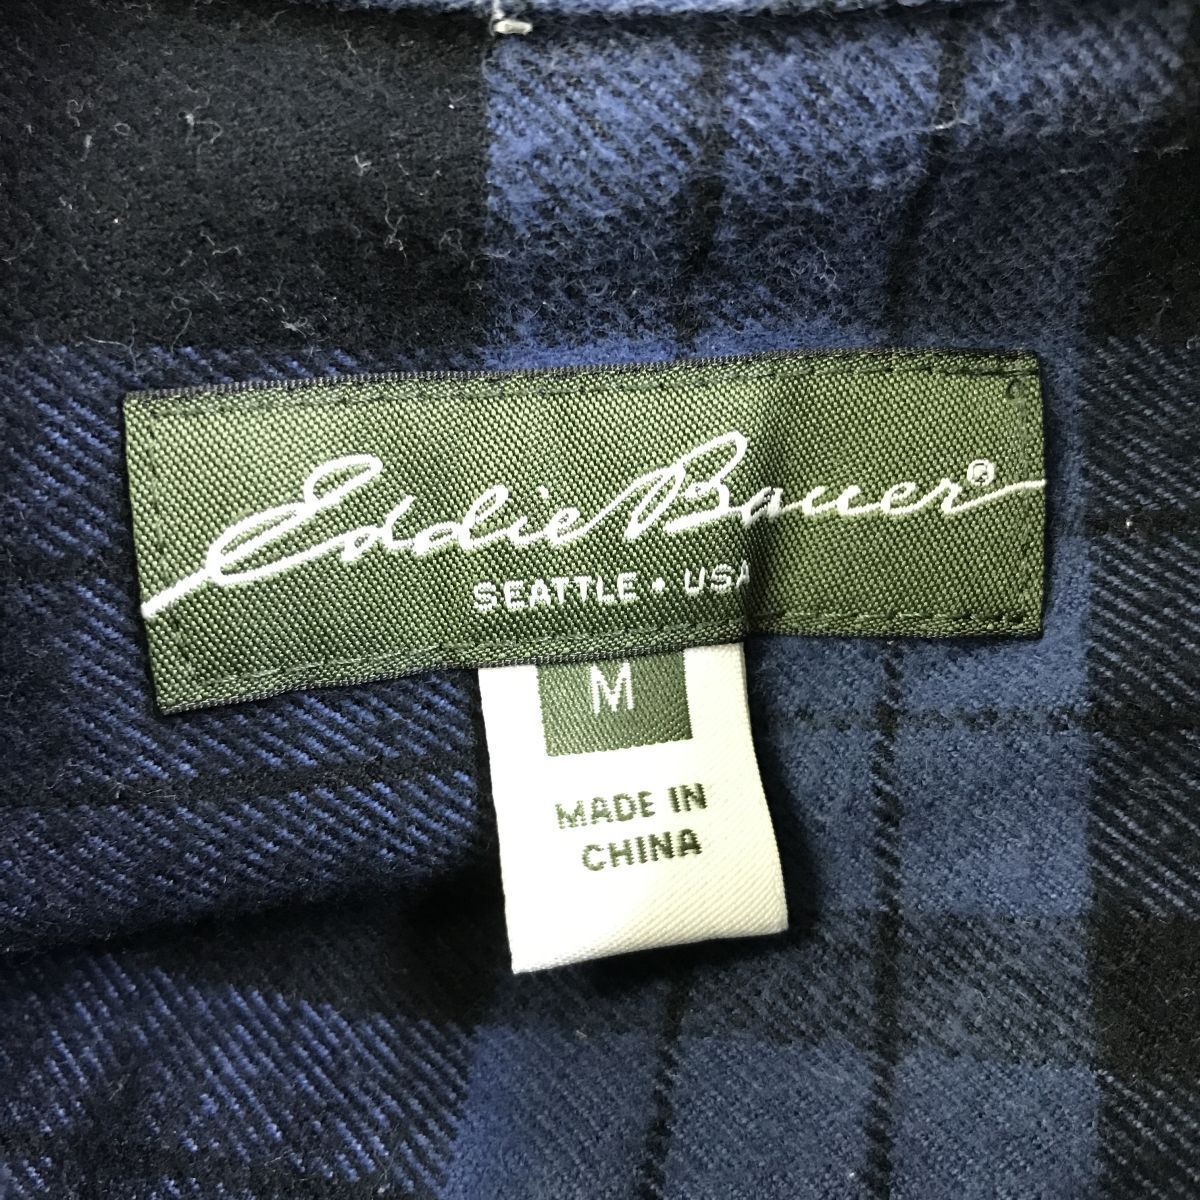 Eddie Bauer®
SEATTLE • USA
M
MADE IN
CHINA